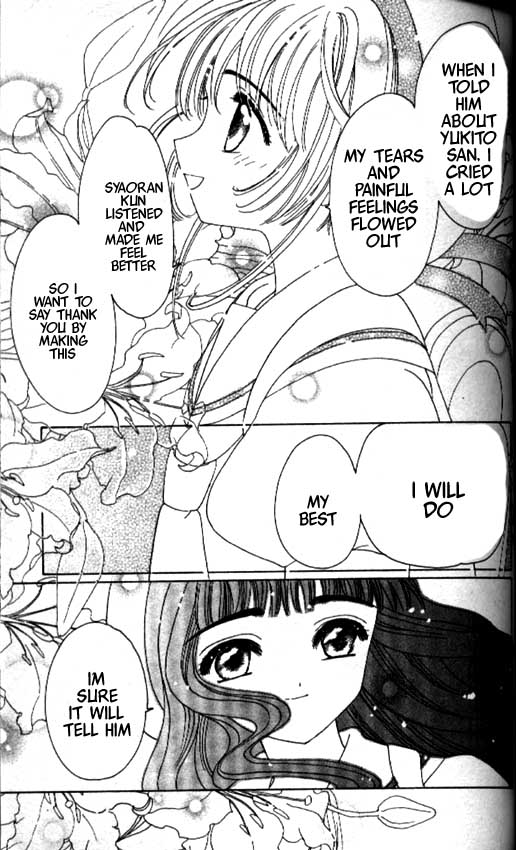 WHEN I
TOLD
HIM
ABOUT
YUKITO
SAN. I
CRIED
A LOT
MY TEARS
AND
PAINFUL
FEELINGS
FLOWED
OUT
SYAORAN
KUN
LISTENED
AND
MADE ME
FEEL
BETTER
SO I
WANT TO
SAY THANK
YOU BY
MAKING
THIS
I WILL
DO
MY
BEST
IM
SURE
IT WILL
TELL HIM